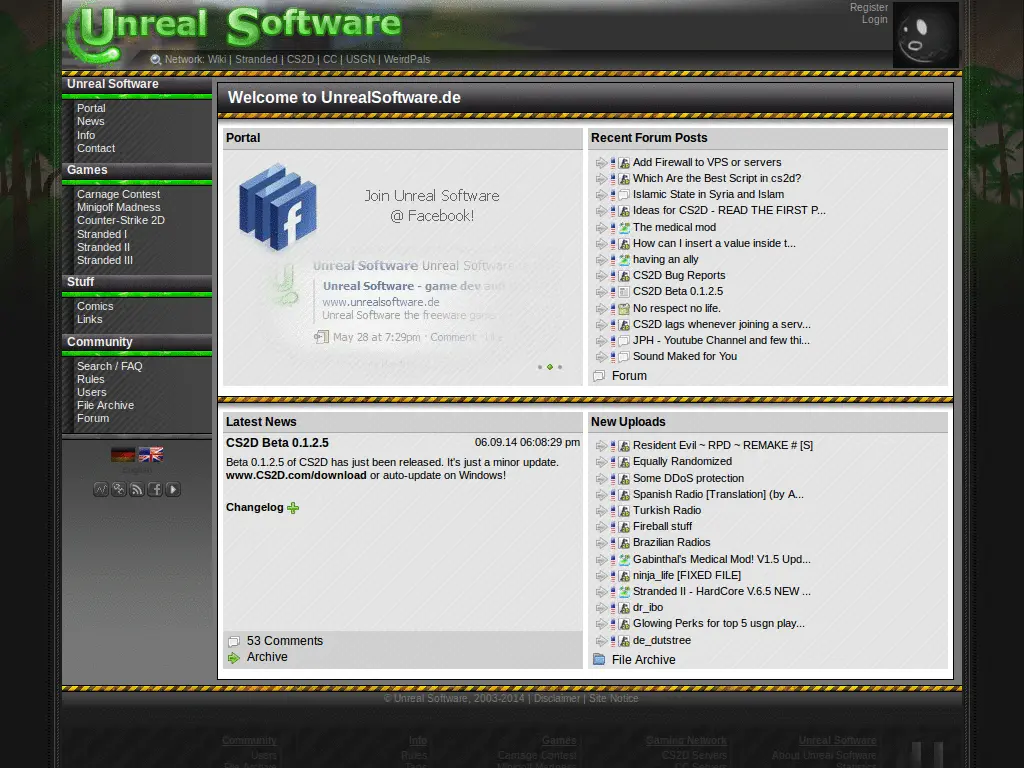 Unreal Software
Register
Login
Network: Wiki | Stranded | CS2D | CC | USGN | WeirdPals
Unreal Software
Portal
News
Info
Contact
Games
Carnage Contest
Minigolf Madness
Counter-Strike 2D
Stranded I
Stranded II
Stranded III
Stuff
Comics
Links
Community
Search / FAQ
Rules
Users
File Archive
Forum
English
Welcome to UnrealSoftware.de
Portal
Join Unreal Software
@ Facebook!
Unreal Software Unreal Software
Unreal Software - game dev and
www.unrealsoftware.de
Unreal Software the freeware game
May 28 at 7:29pm · Comment · Like
Recent Forum Posts
Add Firewall to VPS or servers
Which Are the Best Script in cs2d?
Islamic State in Syria and Islam
Ideas for CS2D - READ THE FIRST P...
The medical mod
How can I insert a value inside t...
having an ally
CS2D Bug Reports
CS2D Beta 0.1.2.5
No respect no life.
CS2D lags whenever joining a serv...
JPH - Youtube Channel and few thi...
Sound Maked for You
Forum
Latest News
CS2D Beta 0.1.2.5 06.09.14 06:08:29 pm
Beta 0.1.2.5 of CS2D has just been released. It's just a minor update.
www.CS2D.com/download or auto-update on Windows!
Changelog
53 Comments
Archive
New Uploads
Resident Evil ~ RPD ~ REMAKE # [S]
Equally Randomized
Some DDoS protection
Spanish Radio [Translation] (by A...
Turkish Radio
Fireball stuff
Brazilian Radios
Gabinthal's Medical Mod! V1.5 Upd...
ninja_life [FIXED FILE]
Stranded II - HardCore V.6.5 NEW ...
dr_ibo
Glowing Perks for top 5 usgn play...
de_dutstree
File Archive
© Unreal Software, 2003-2014 | Disclaimer | Site Notice
Community Info Games Gaming Network Unreal Software
Users Rules Carnage Contest CS2D Servers About Unreal Software
File Archive Minigolf Madness CC Servers